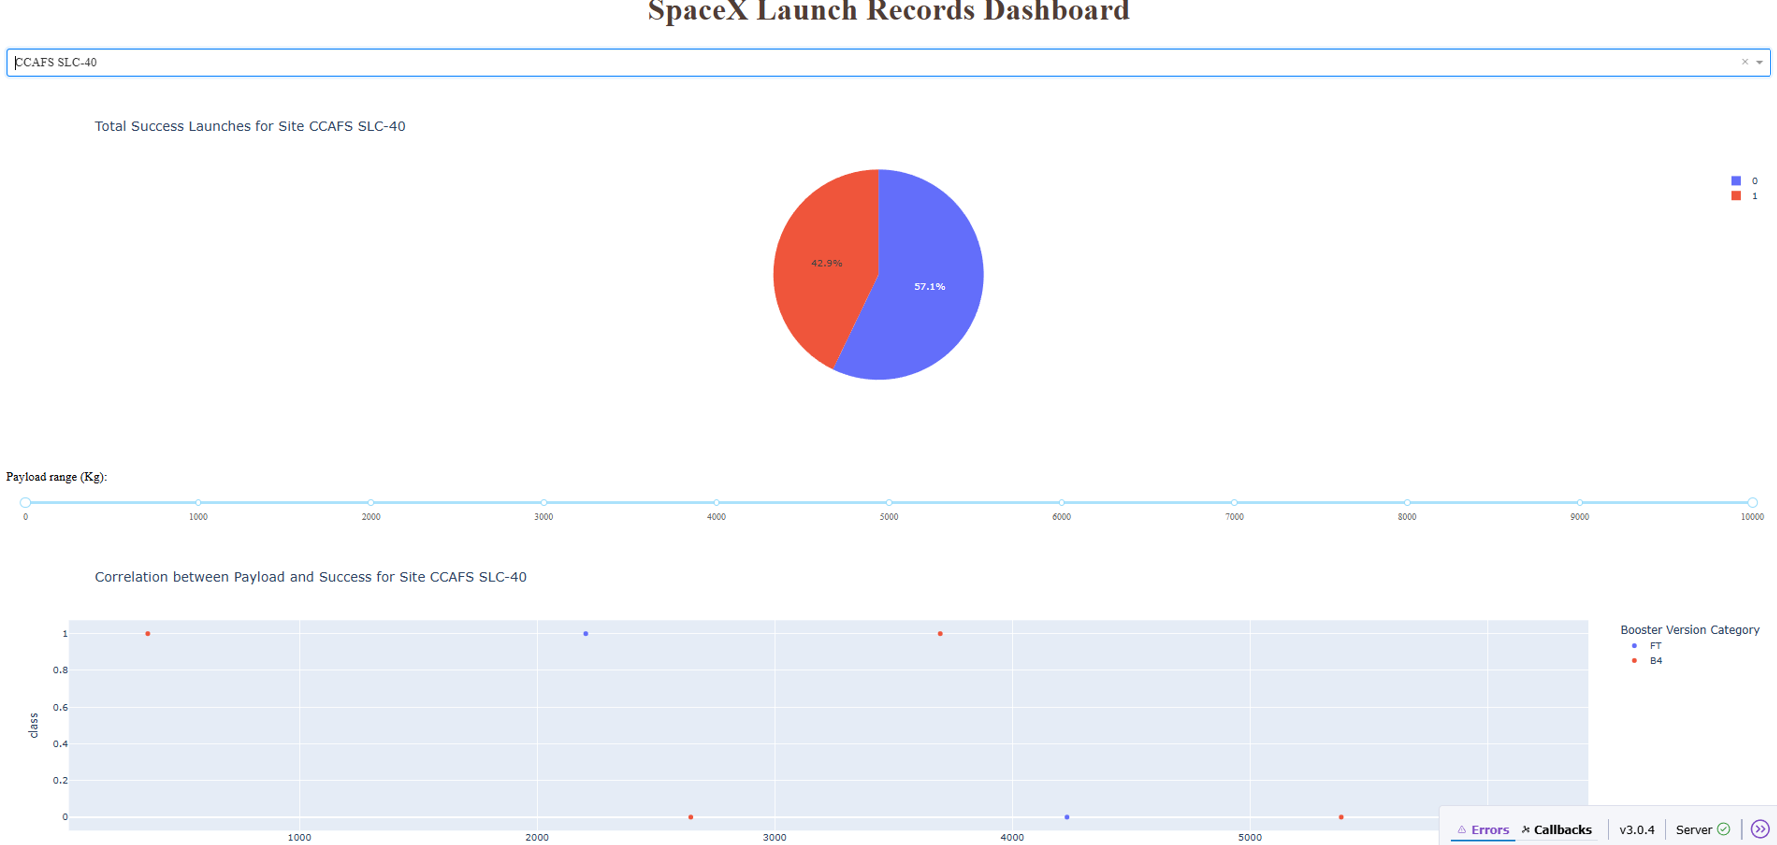 SpaceX Launch Records Dashboard
CCAFS SLC-40
×
Total Success Launches for Site CCAFS SLC-40
0
1
42.9%
57.1%
Payload range (Kg):
0 1000 2000 3000 4000 5000 6000 7000 8000 9000 10000
Correlation between Payload and Success for Site CCAFS SLC-40
Booster Version Category
FT
B4
1
0.8
0.6
0.4
0.2
0
class
1000 2000 3000 4000 5000
Errors Callbacks v3.0.4 Server